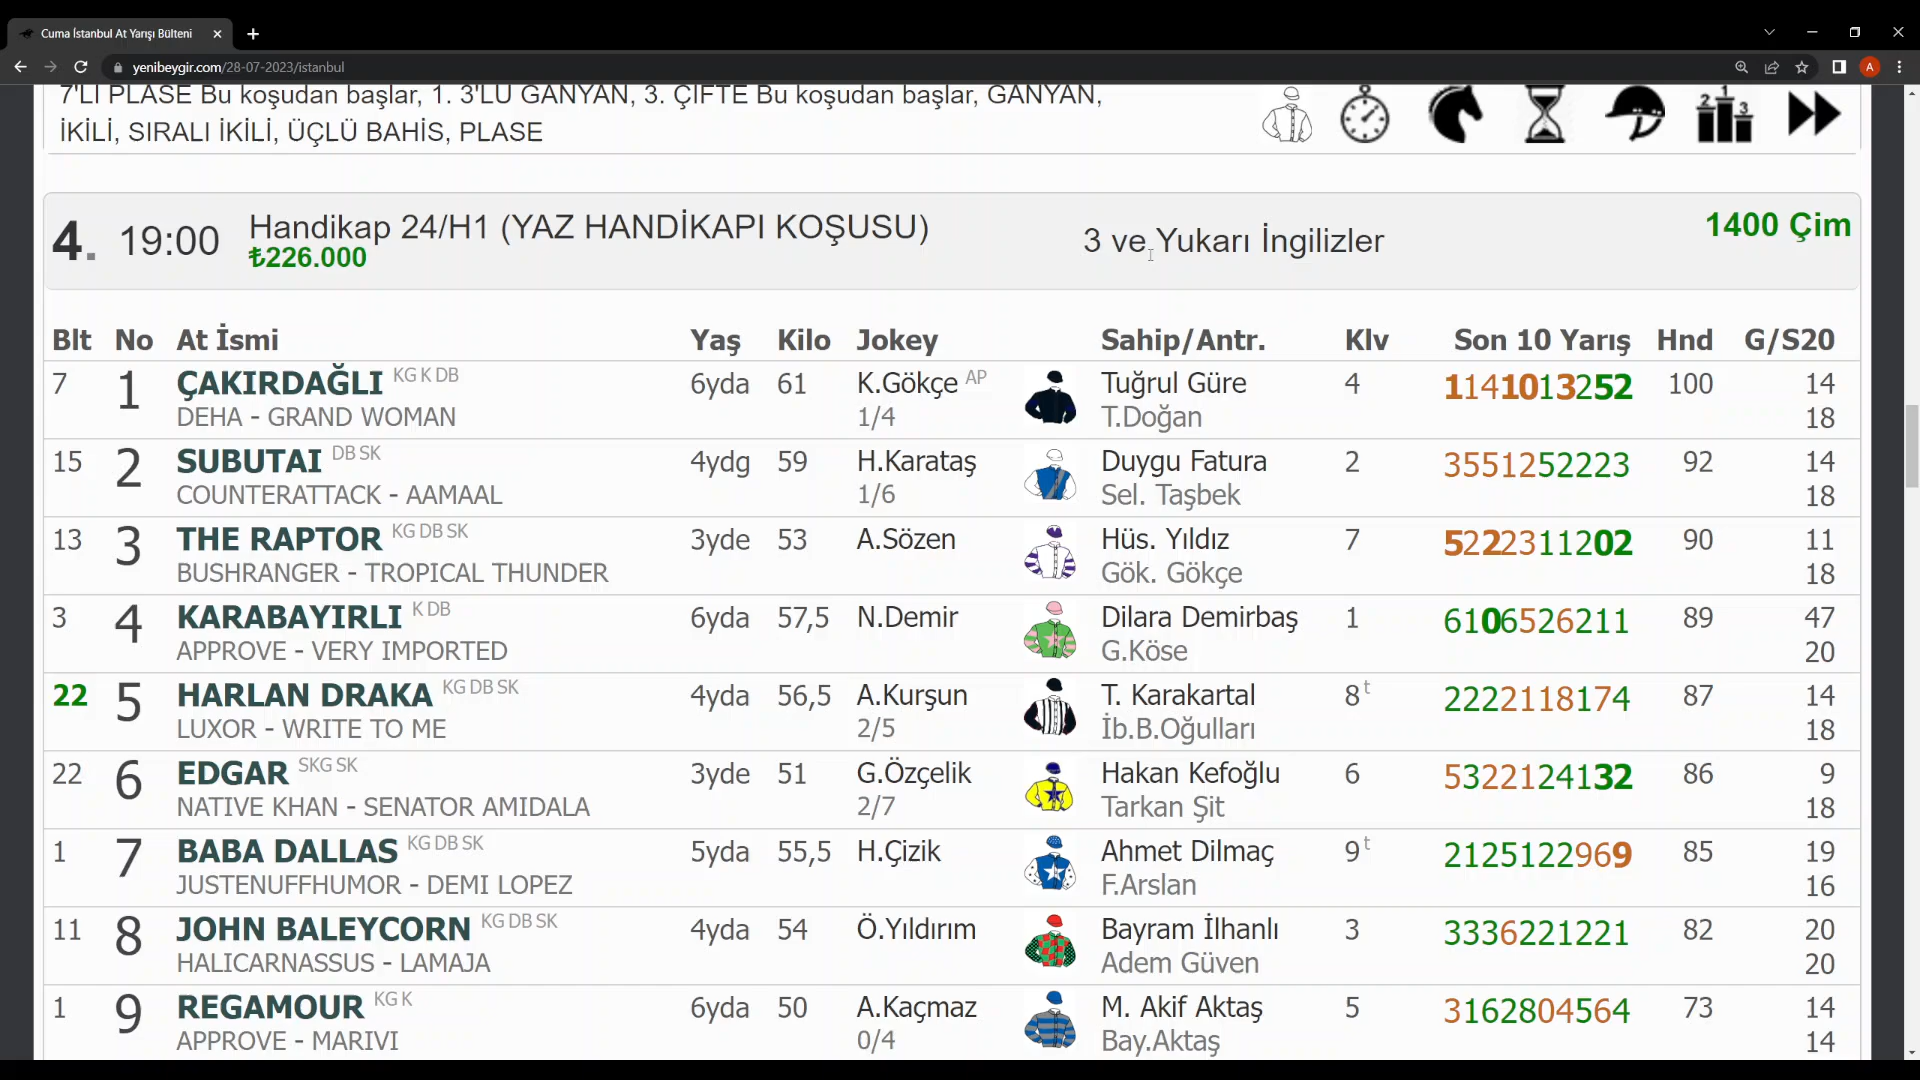 Cuma İstanbul At Yarışı Bülteni
yenibeygir.com/28-07-2023/istanbul
A
7'Lİ PLASE Bu koşudan başlar, 1. 3'LÜ GANYAN, 3. ÇİFTE Bu koşudan başlar, GANYAN,
İKİLİ, SIRALI İKİLİ, ÜÇLÜ BAHİS, PLASE
2 1 3
4. 19:00 Handikap 24/H1 (YAZ HANDİKAPI KOŞUSU) 3 ve Yukarı İngilizler 1400 Çim
₺226.000
Blt No At İsmi Yaş Kilo Jokey Sahip/Antr. Klv Son 10 Yarış Hnd G/S20
7 1 ÇAKIRDAĞLI KG K DB 6yda 61 K.Gökçe AP Tuğrul Güre 4 1141013252 100 14
DEHA - GRAND WOMAN 1/4 T.Doğan 18
15 2 SUBUTAI DB SK 4ydg 59 H.Karataş Duygu Fatura 2 3551252223 92 14
COUNTERATTACK - AAMAAL 1/6 Sel. Taşbek 18
13 3 THE RAPTOR KG DB SK 3yde 53 A.Sözen Hüs. Yıldız 7 5222311202 90 11
BUSHRANGER - TROPICAL THUNDER Gök. Gökçe 18
3 4 KARABAYIRLI K DB 6yda 57,5 N.Demir Dilara Demirbaş 1 6106526211 89 47
APPROVE - VERY IMPORTED G.Köse 20
22 5 HARLAN DRAKA KG DB SK 4yda 56,5 A.Kurşun T. Karakartal 8t 2222118174 87 14
LUXOR - WRITE TO ME 2/5 İb.B.Oğulları 18
22 6 EDGAR SKG SK 3yde 51 G.Özçelik Hakan Kefoğlu 6 5322124132 86 9
NATIVE KHAN - SENATOR AMIDALA 2/7 Tarkan Şit 18
1 7 BABA DALLAS KG DB SK 5yda 55,5 H.Çizik Ahmet Dilmaç 9t 2125122969 85 19
JUSTENUFFHUMOR - DEMI LOPEZ F.Arslan 16
11 8 JOHN BALEYCORN KG DB SK 4yda 54 Ö.Yıldırım Bayram İlhanlı 3 3336221221 82 20
HALICARNASSUS - LAMAJA Adem Güven 20
1 9 REGAMOUR KG K 6yda 50 A.Kaçmaz M. Akif Aktaş 5 3162804564 73 14
APPROVE - MARIVI 0/4 Bay.Aktaş 14